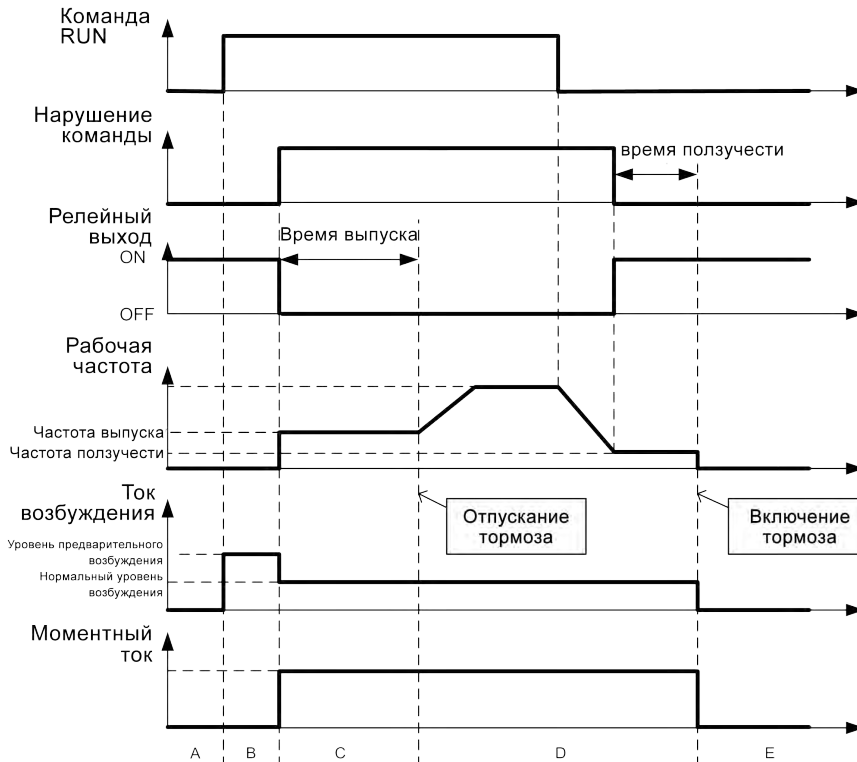 Команда
RUN
Нарушение
команды
время ползучести
Релейный
выход
ON
Время выпуска
OFF
Рабочая
частота
Частота выпуска
Частота ползучести
Ток
возбуждения
Отпускание
тормоза
Включение
тормоза
Уровень предварительного
возбуждения
Нормальный уровень
возбуждения
Моментный
ток
A B C D E